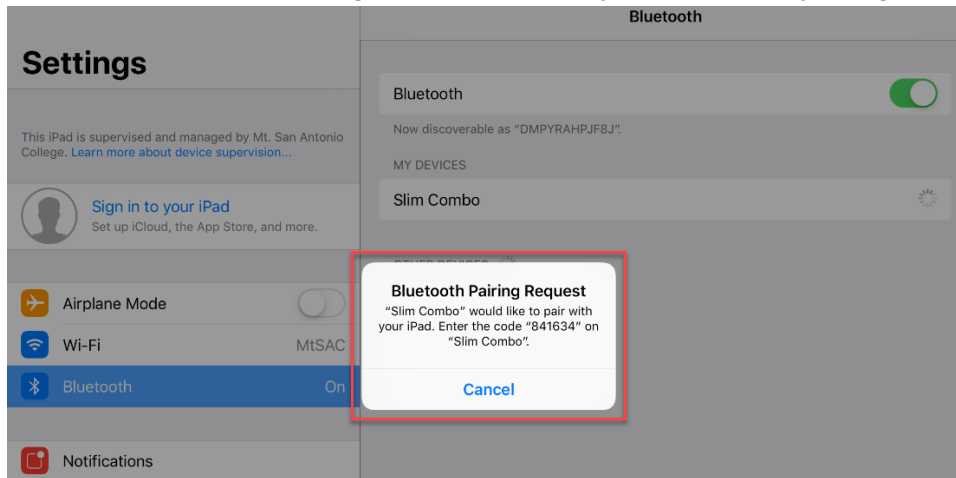 Bluetooth
Settings
This iPad is supervised and managed by Mt. San Antonio
College. Learn more about device supervision...
Sign in to your iPad
Set up iCloud, the App Store, and more.
Airplane Mode
Wi-Fi MtSAC
Bluetooth On
Notifications
Bluetooth
Now discoverable as “DMPYRAHPJF8J”.
MY DEVICES
Slim Combo
OTHER DEVICES
Bluetooth Pairing Request
“Slim Combo” would like to pair with
your iPad. Enter the code “841634” on
“Slim Combo”.
Cancel